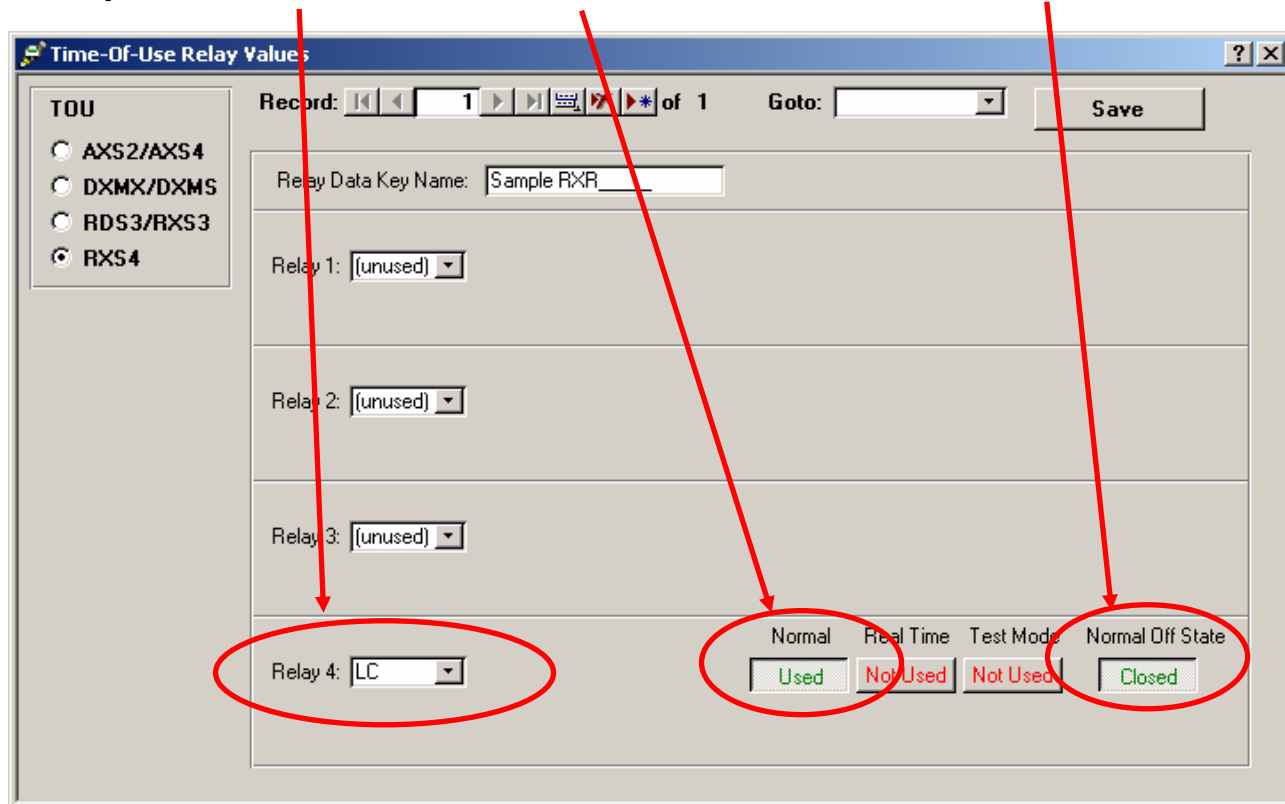 Time-Of-Use Relay Values
TOU
AXS2/AXS4
DXMX/DXMS
RDS3/RXS3
RXS4
Record: 1 of 1 Goto: Save
Relay Data Key Name: Sample RXR_____
Relay 1: (unused)
Relay 2: (unused)
Relay 3: (unused)
Normal Real Time Test Mode Normal Off State
Relay 4: LC Used Not Used Not Used Closed